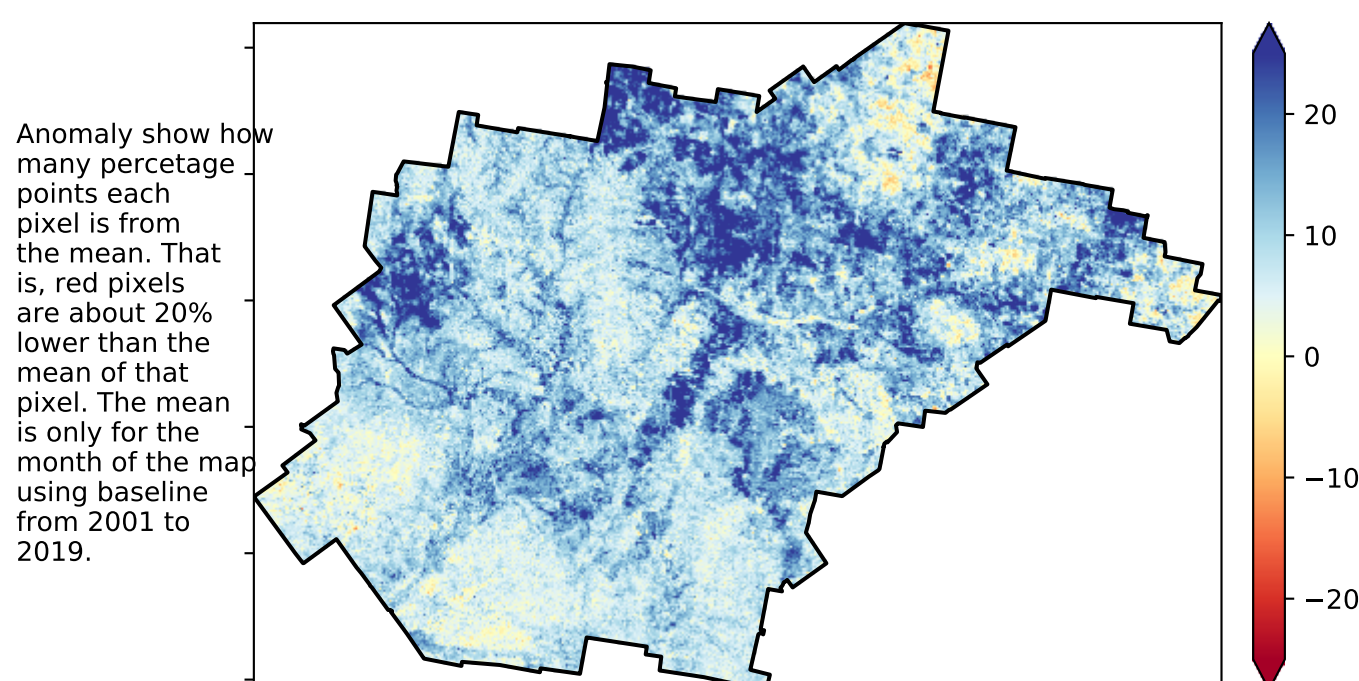 Anomaly show how
many percetage
points each
pixel is from
the mean. That
is, red pixels
are about 20%
lower than the
mean of that
pixel. The mean
is only for the
month of the map
using baseline
from 2001 to
2019.
20
10
0
−10
−20